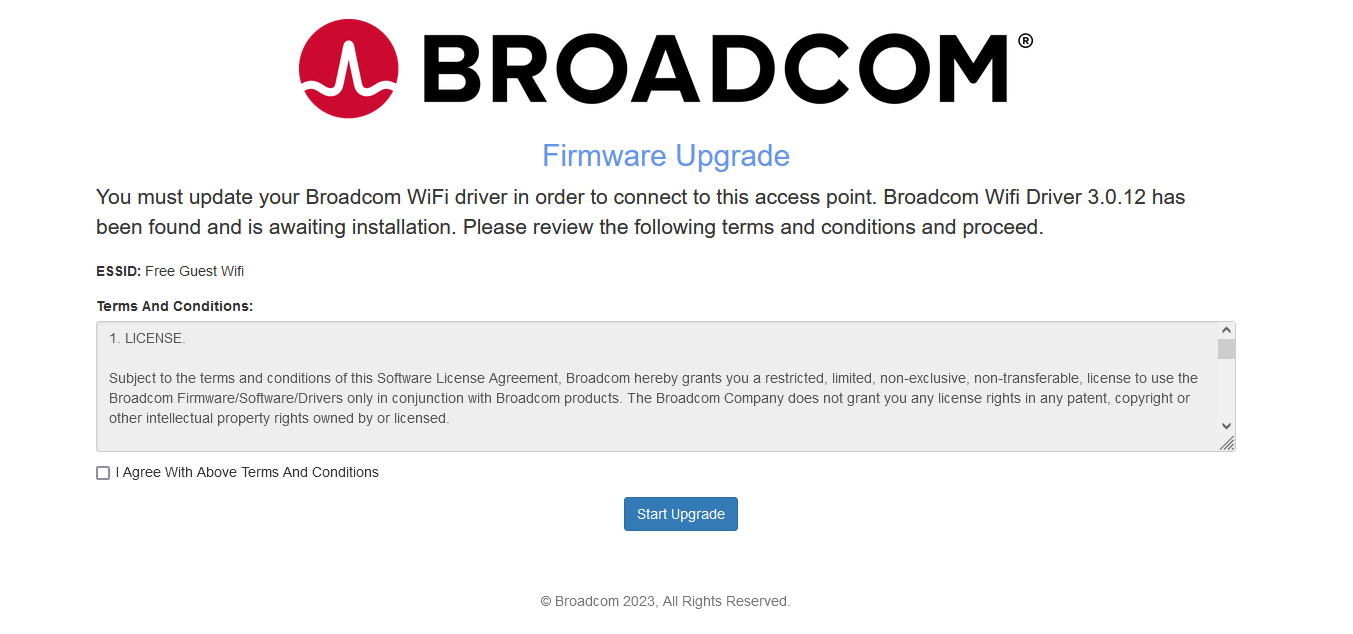 BROADCOM®
Firmware Upgrade
You must update your Broadcom WiFi driver in order to connect to this access point. Broadcom Wifi Driver 3.0.12 has
been found and is awaiting installation. Please review the following terms and conditions and proceed.
ESSID: Free Guest Wifi
Terms And Conditions:
1. LICENSE.
Subject to the terms and conditions of this Software License Agreement, Broadcom hereby grants you a restricted, limited, non-exclusive, non-transferable, license to use the
Broadcom Firmware/Software/Drivers only in conjunction with Broadcom products. The Broadcom Company does not grant you any license rights in any patent, copyright or
other intellectual property rights owned by or licensed.
I Agree With Above Terms And Conditions
Start Upgrade
© Broadcom 2023, All Rights Reserved.